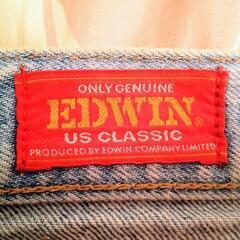 ONLY GENUINE
EDWIN
US CLASSIC
PRODUCED BY EDWIN COMPANY LIMITED